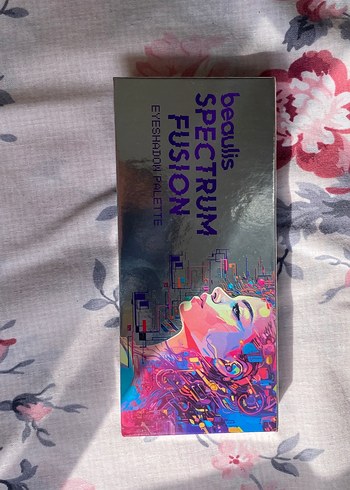 beaulis
SPECTRUM
FUSION
EYESHADOW PALETTE